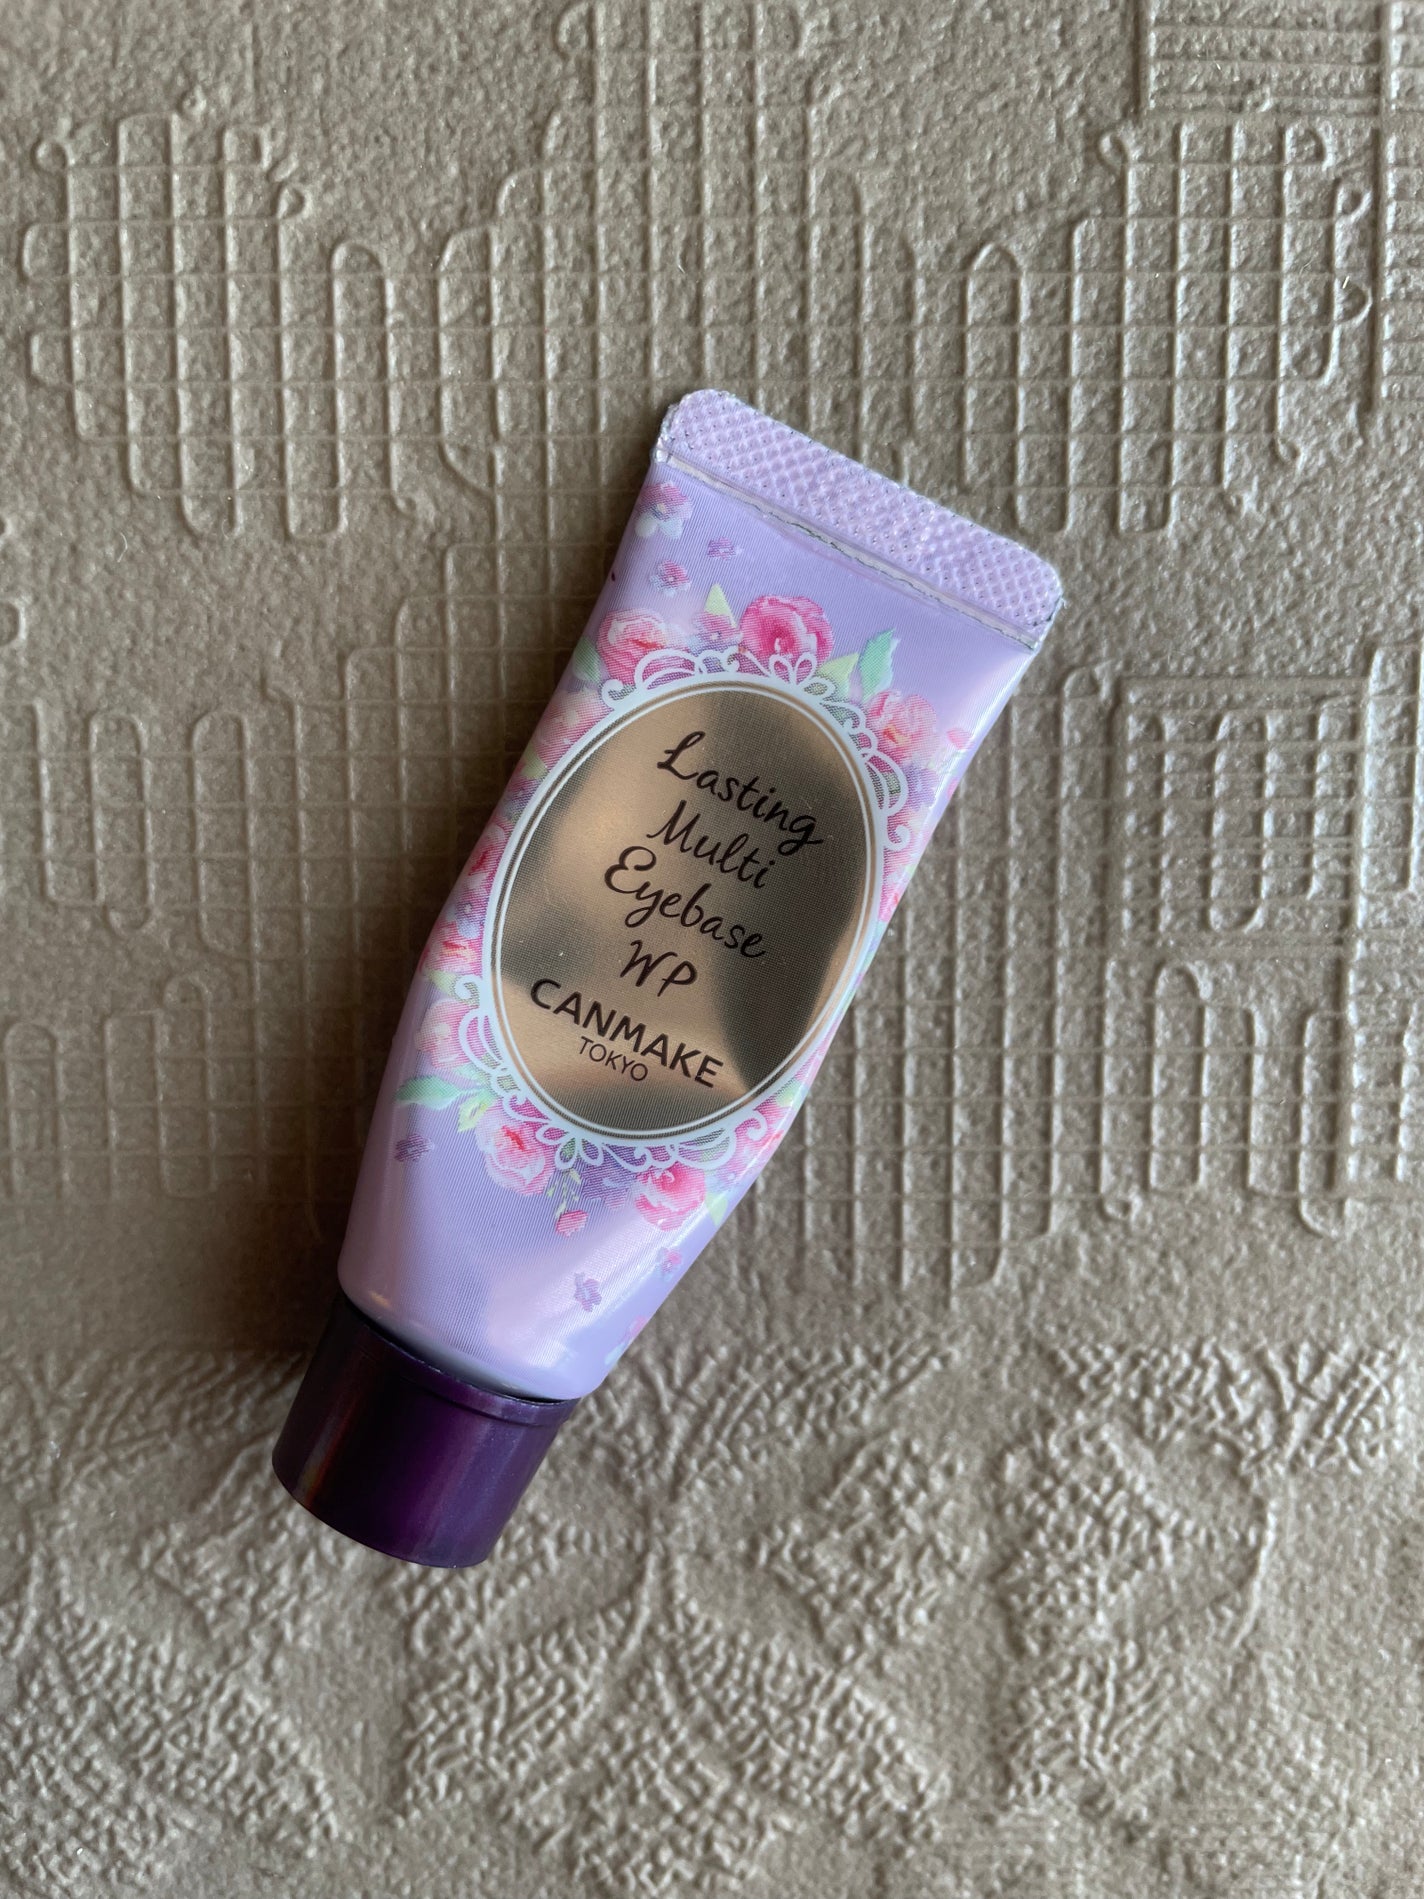 Lasting
Multi
Eyebase
WP
CANMAKE
TOKYO